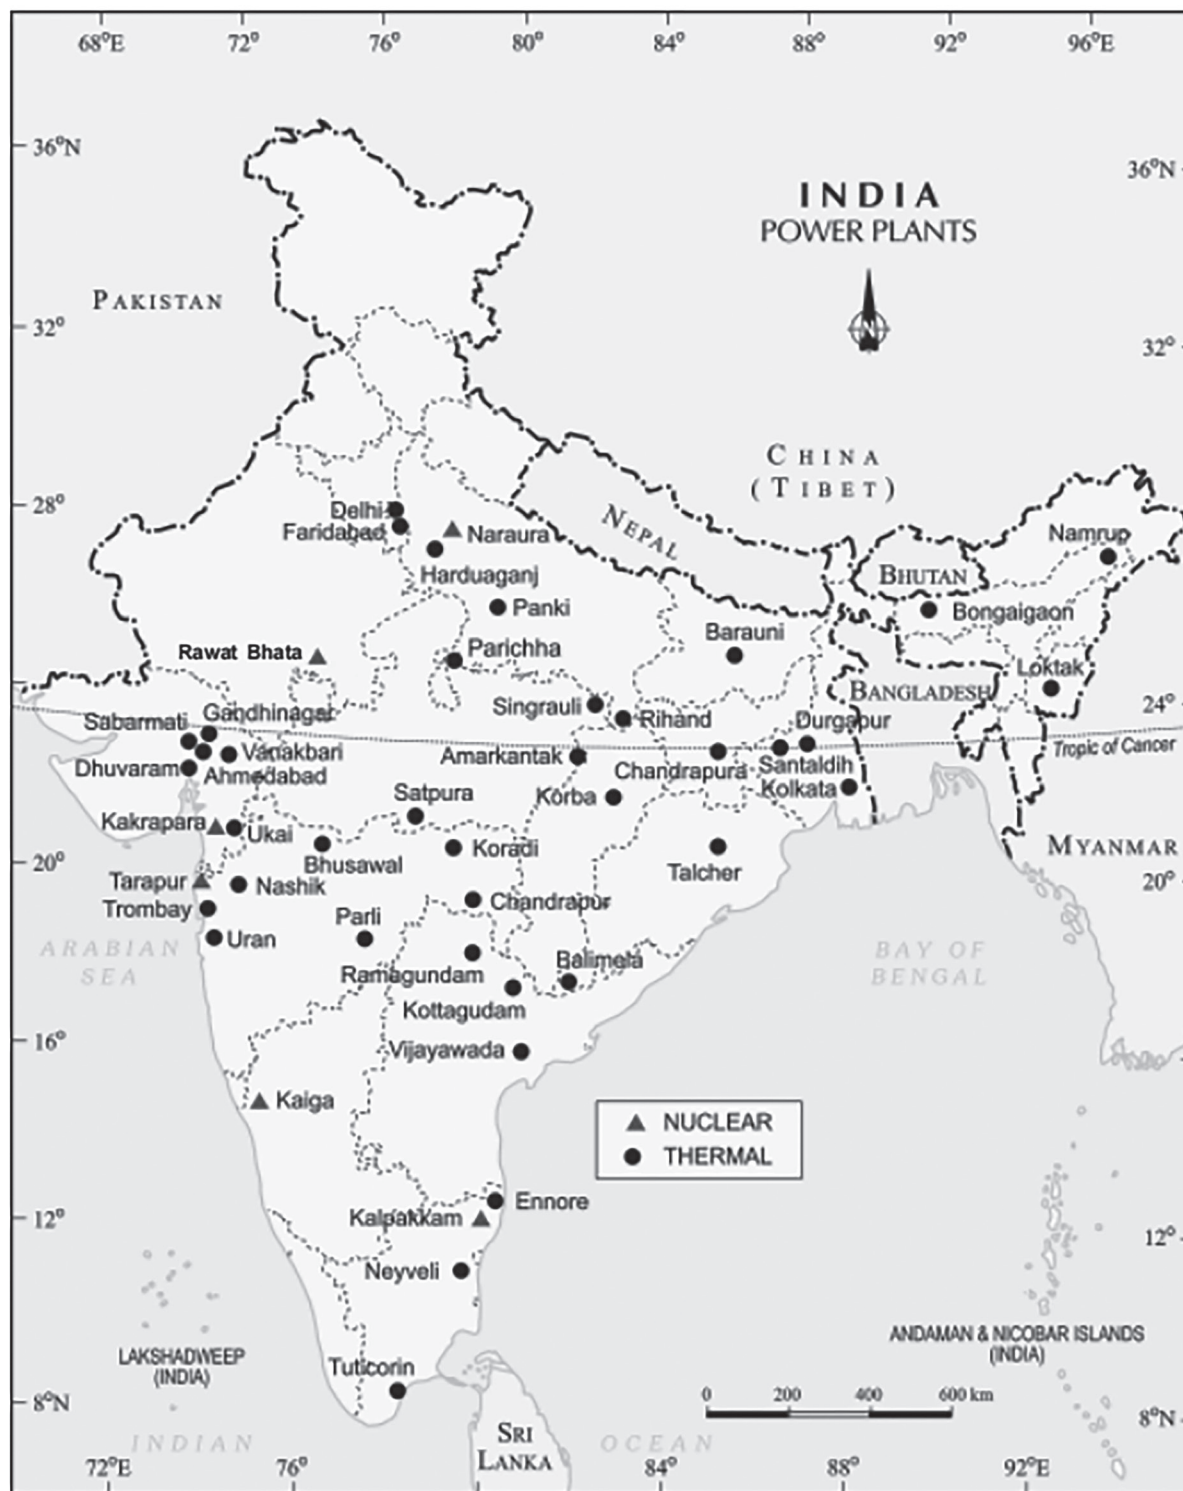 68°E 72° 76° 80° 84° 88° 92° 96°E
36°N
36°N
INDIA
POWER PLANTS
PAKISTAN
32°
32°
CHINA
(TIBET)
28°
Delhi
Faridabad
Naraura
NEPAL
Namrup
Harduaganj
BHUTAN
Panki
Bongaigaon
Barauni
Rawat Bhata
Parichha
Loktak
BANGLADESH
24°
Singrauli
Rihand
Durgapur
Sabarmati
Gandhinagar
Tropic of Cancer
Vanakbari
Amarkantak
Dhuvaram
Ahmedabad
Chandrapura
Santaldih
Kolkata
Satpura
Korba
Kakrapara
Ukai
Koradi
MYANMAR
20°
Bhusawal
Talcher
20°
Tarapur
Nashik
Trombay
Chandrapur
Parli
Uran
ARABIAN
SEA
BAY OF
BENGAL
Ramagundam
Balimela
Kottagudam
16°
Vijayawada
Kaiga
NUCLEAR
THERMAL
Ennore
12°
Kalpakkam
12°
Neyveli
ANDAMAN & NICOBAR ISLANDS
(INDIA)
LAKSHADWEEP
(INDIA)
Tuticorin
0 200 400 600 km
8°N
8°N
SRI
LANKA
INDIAN OCEAN
72°E 76° 84° 88° 92°E